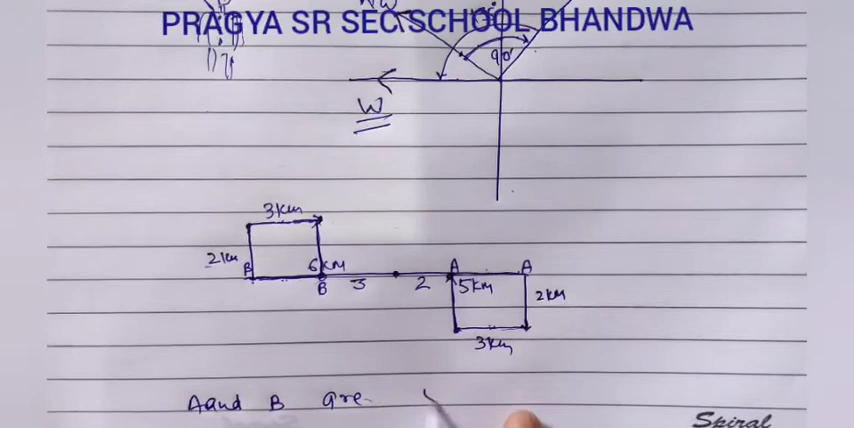 NW
PRAGYA SR SEC SCHOOL BHANDWA
90°
W
3km
2km B 6KM A A
B 3 2 5KM 2KM
3km
A and B are
Spiral